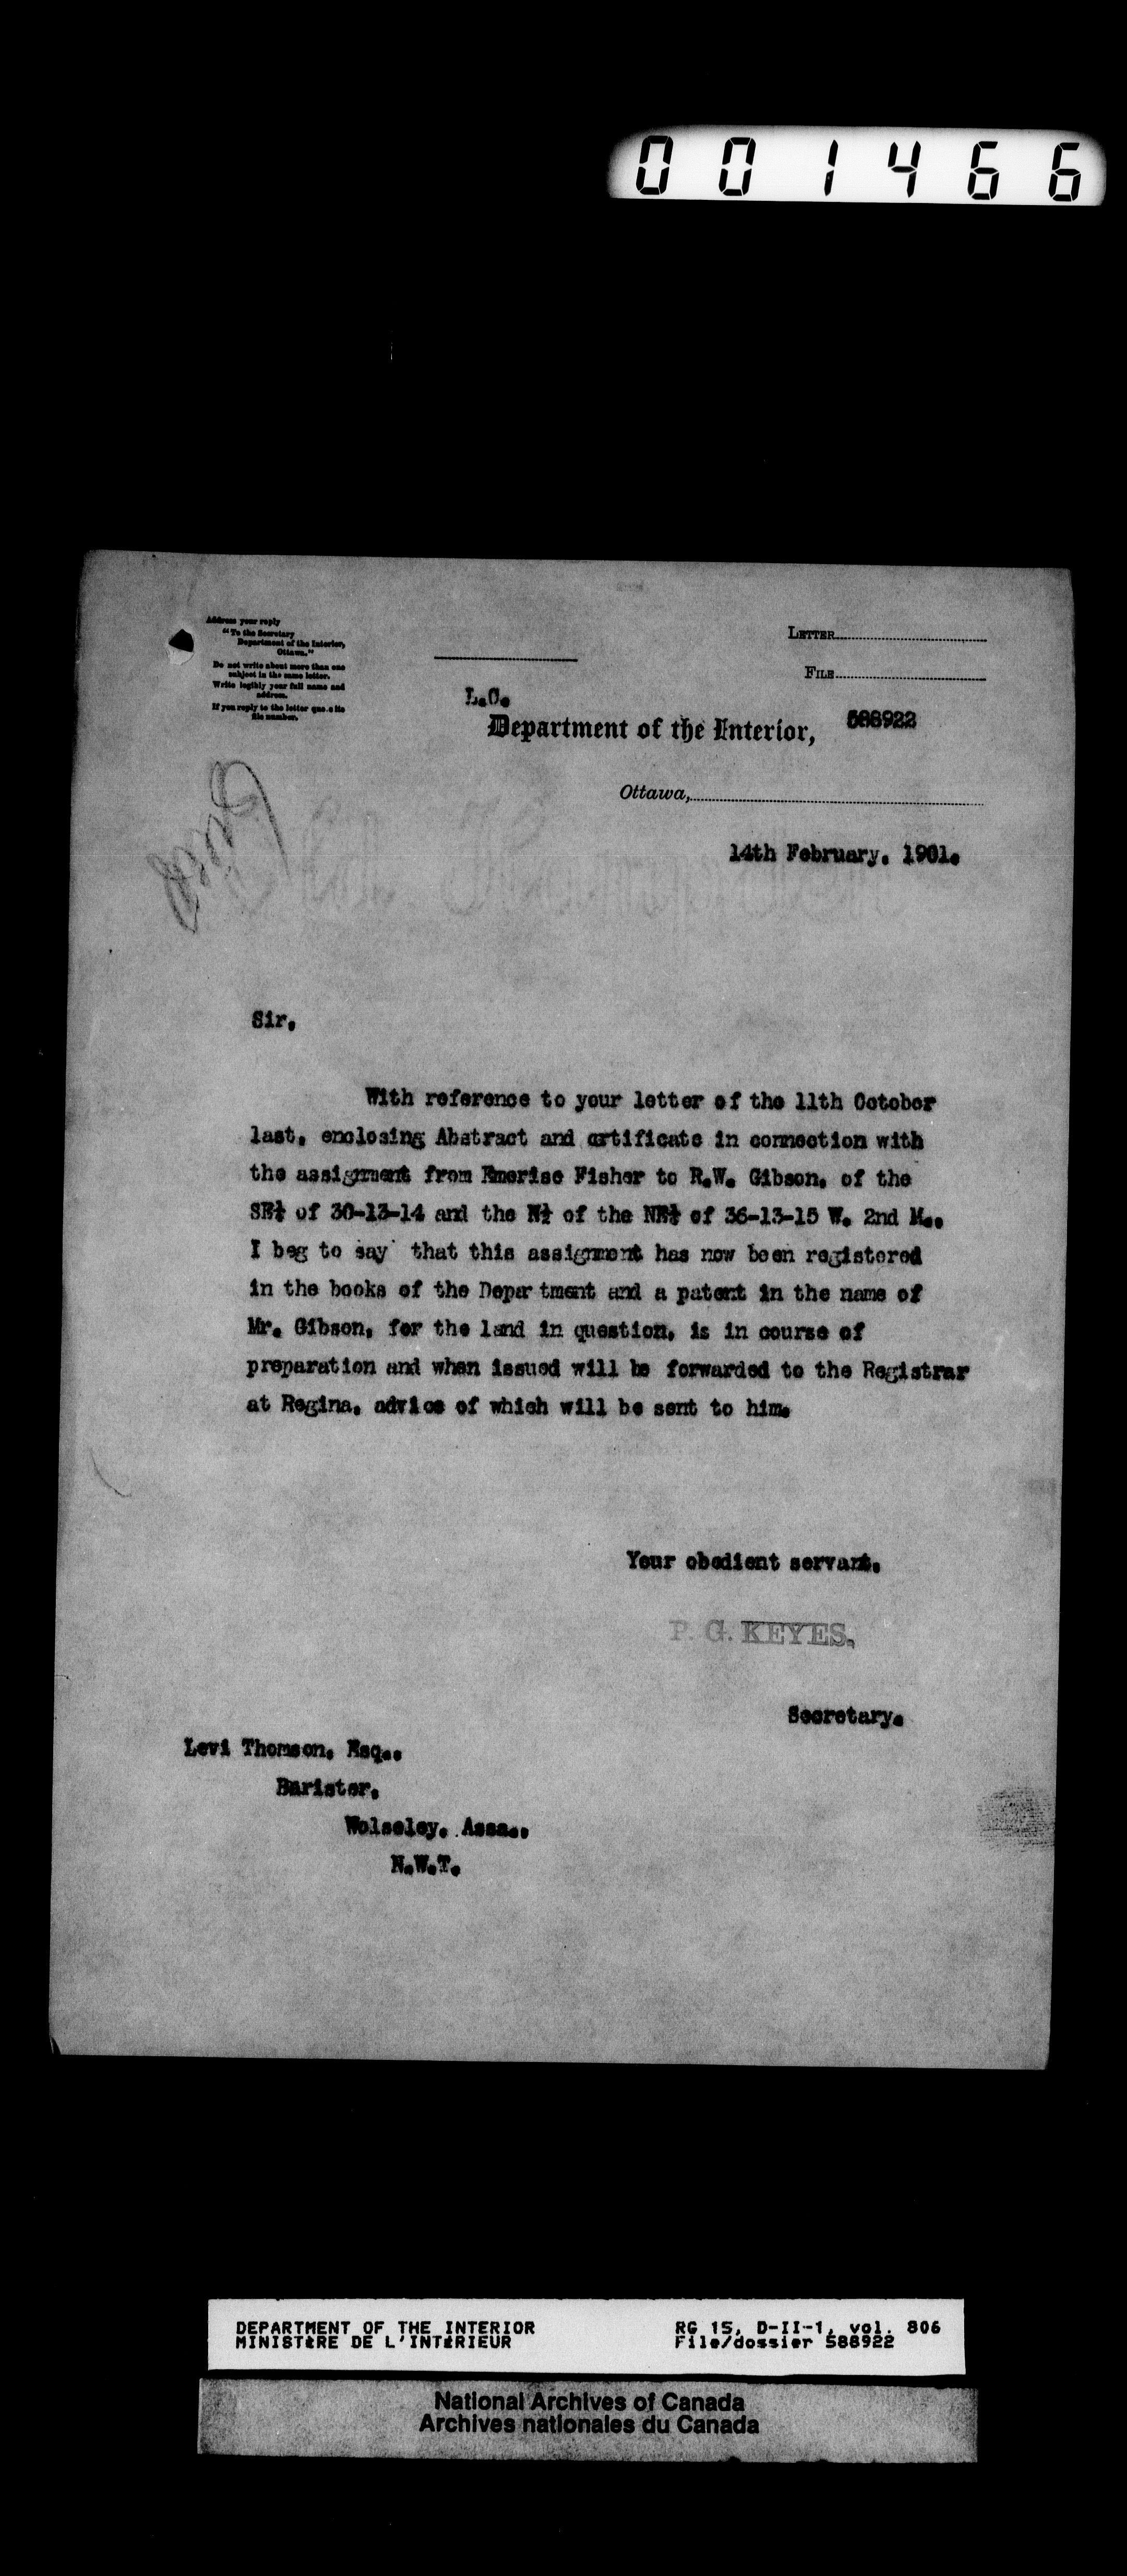 001466
Address your reply
"To the Secretary
Department of the Interior,
Ottawa."
Do not write about more than one
subject in the same letter.
Write legibly your full name and
address.
If you reply to the letter quote its
file number.
LETTER
FILE
L.C.
Department of the Interior,
588922
Ottawa,
14th February, 1901.
Sir,
With reference to your letter of the 11th October
last, enclosing Abstract and crtificate in connection with
the assignment from Emerise Fisher to R.W. Gibson, of the
SE¼ of 30-13-14 and the N½ of the NE¼ of 36-13-15 W. 2nd M.,
I beg to say that this assignment has now been registered
in the books of the Department and a patent in the name of
Mr. Gibson, for the land in question, is in course of
preparation and when issued will be forwarded to the Registrar
at Regina, advice of which will be sent to him.
Your obedient servant,
P. G. KEYES,
Secretary.
Levi Thomson, Esq.,
Barister,
Wolseley, Assa.,
N.W.T.
DEPARTMENT OF THE INTERIOR
MINISTÈRE DE L'INTÉRIEUR
RG 15, D-II-1, vol. 806
File/dossier 588922
National Archives of Canada
Archives nationales du Canada